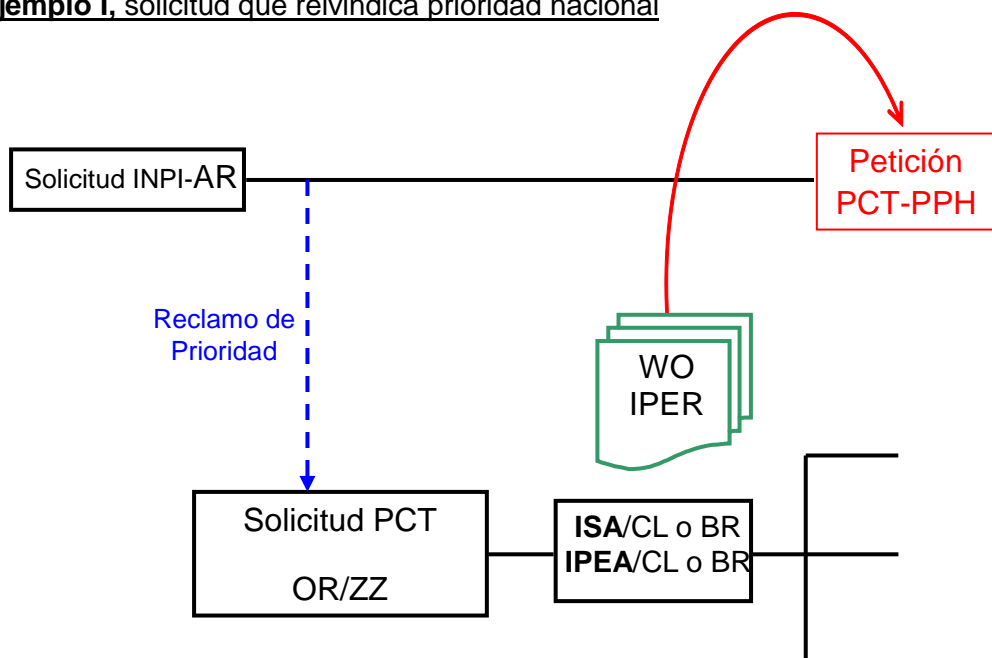 jemplo I, solicitud que reivindica prioridad nacional
Solicitud INPI-AR
Petición
PCT-PPH
Reclamo de
Prioridad
WO
IPER
Solicitud PCT
OR/ZZ
ISA/CL o BR
IPEA/CL o BR